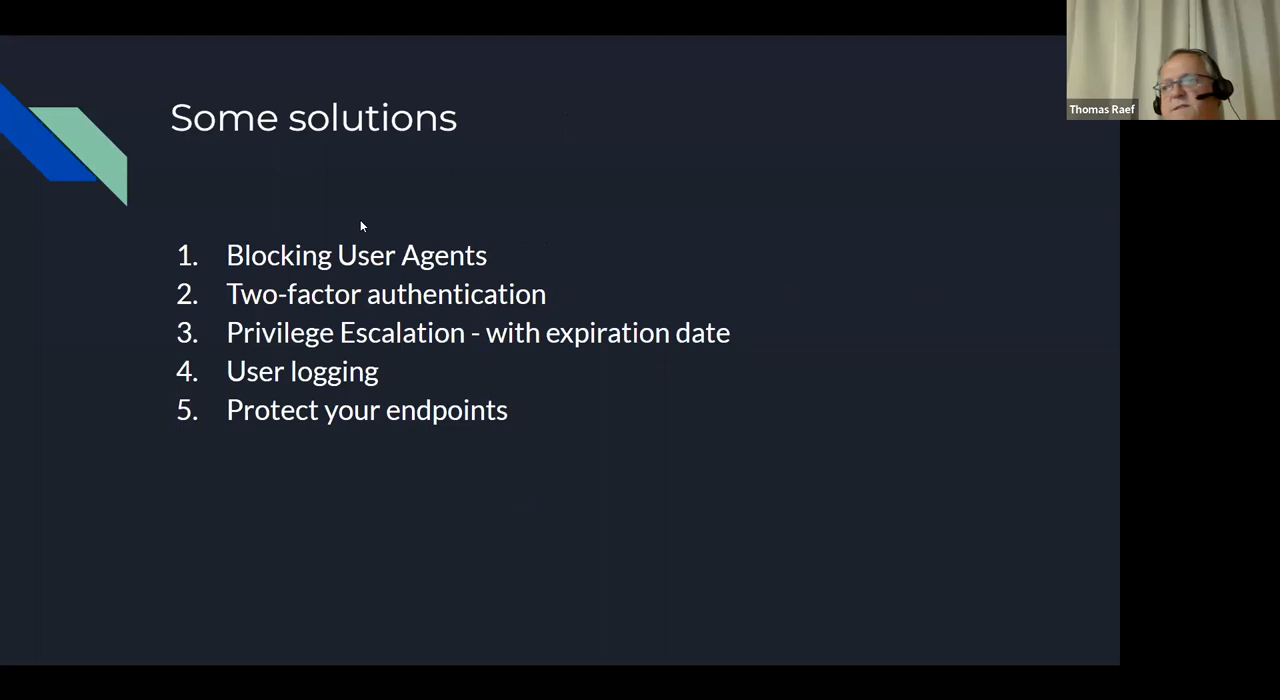 Some solutions
1. Blocking User Agents
2. Two-factor authentication
3. Privilege Escalation - with expiration date
4. User logging
5. Protect your endpoints
Thomas Raef